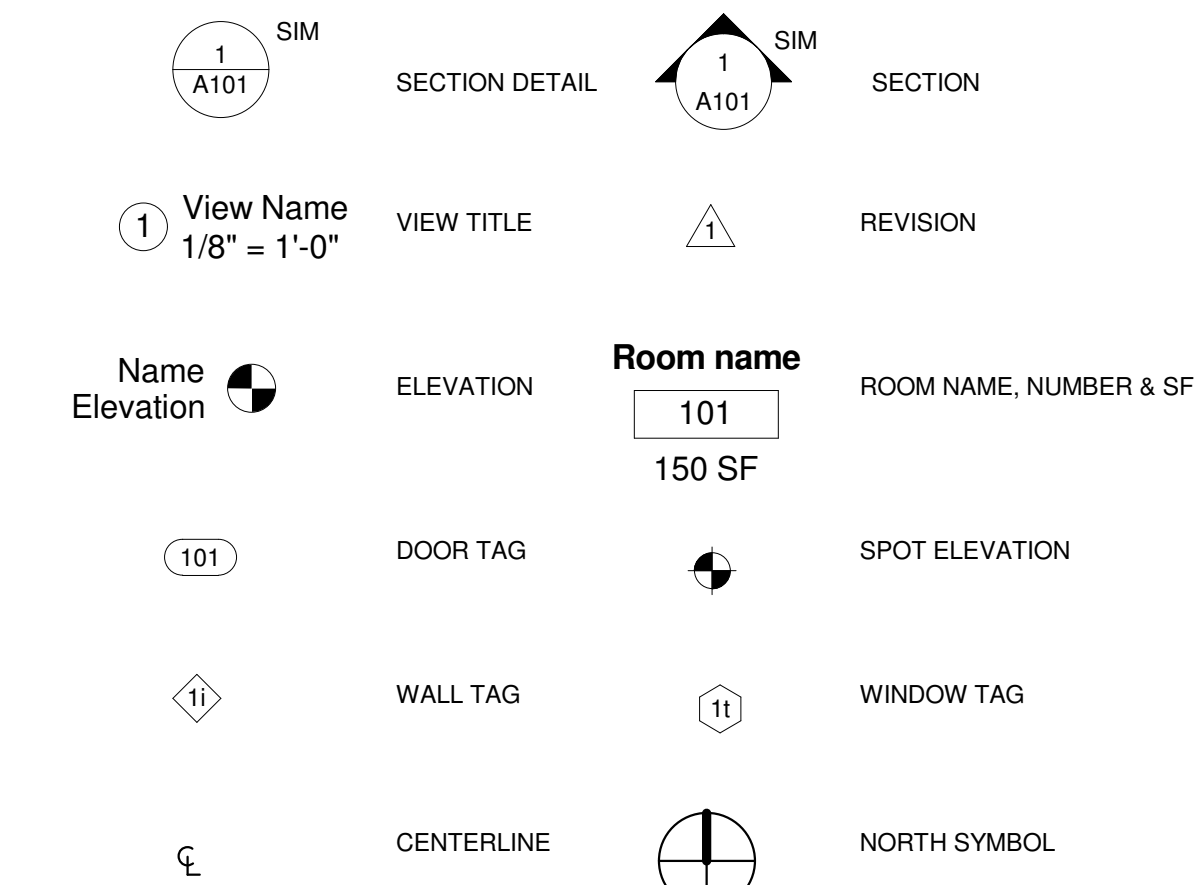 SIM
1
A101
SECTION DETAIL
SIM
1
A101
SECTION
1
View Name
1/8" = 1'-0"
VIEW TITLE
1
REVISION
Name
Elevation
ELEVATION
Room name
101
150 SF
ROOM NAME, NUMBER & SF
101
DOOR TAG
SPOT ELEVATION
1i
WALL TAG
1t
WINDOW TAG
℄
CENTERLINE
NORTH SYMBOL